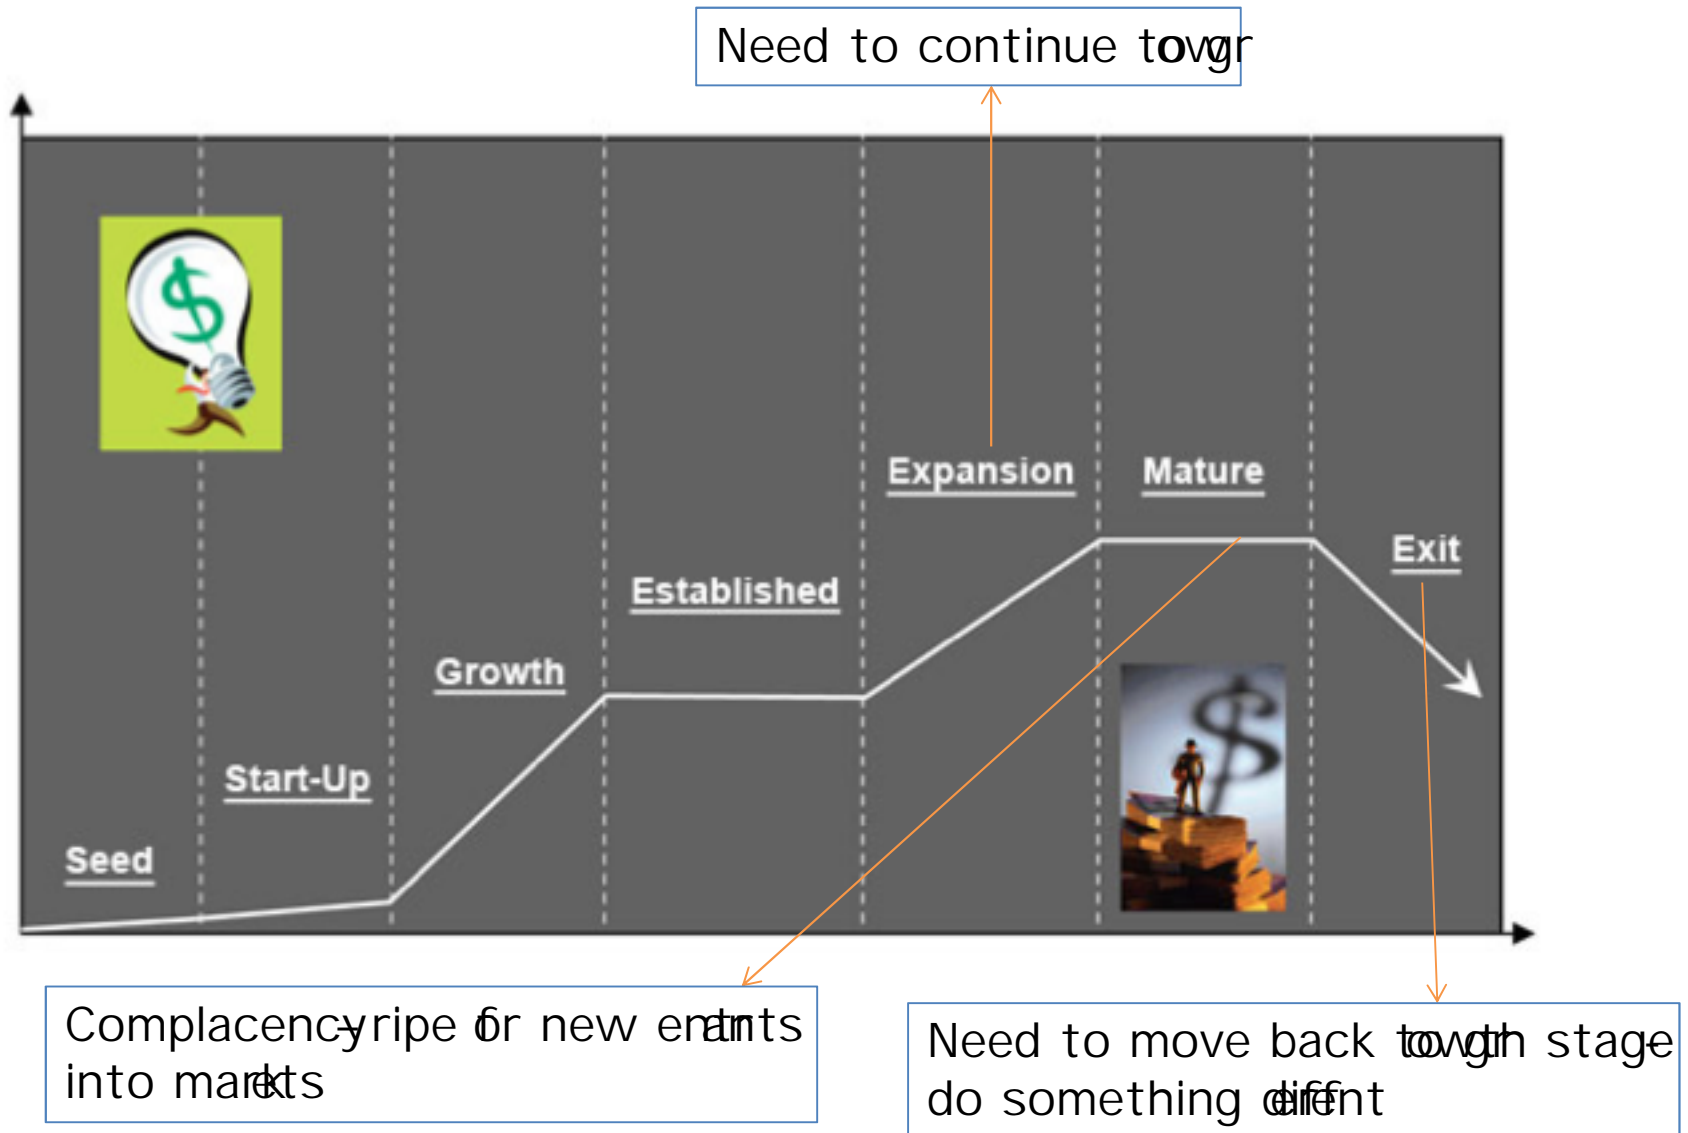 Need to continue to grow
Expansion
Mature
Exit
Established
Growth
Start-Up
Seed
$
$
Complacency – ripe for new entrants
into markets
Need to move back to growth stage –
do something different